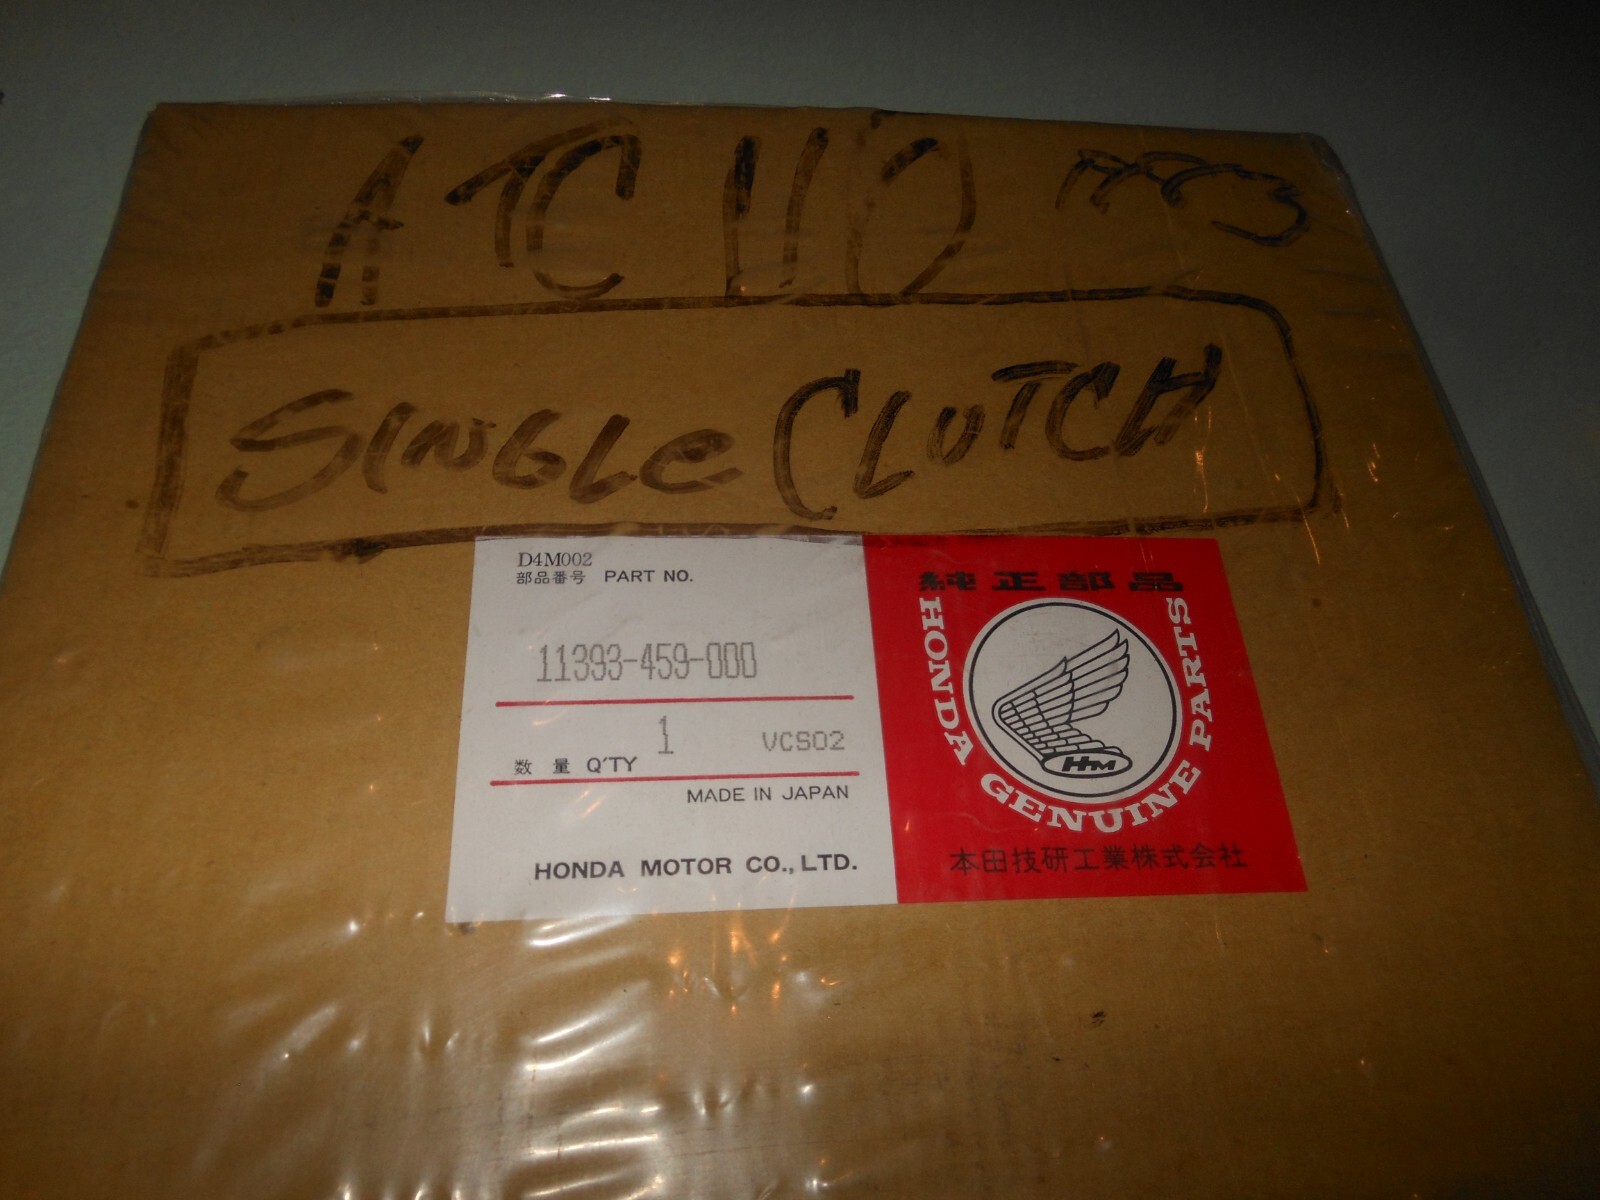 ATC 110
SINGLE CLUTCH
D4M002
部品番号 PART NO.
11393-459-000
数量 Q'TY 1 VCS02
MADE IN JAPAN
HONDA MOTOR CO., LTD.
純正部品
HONDA GENUINE PARTS
HM
本田技研工業株式会社